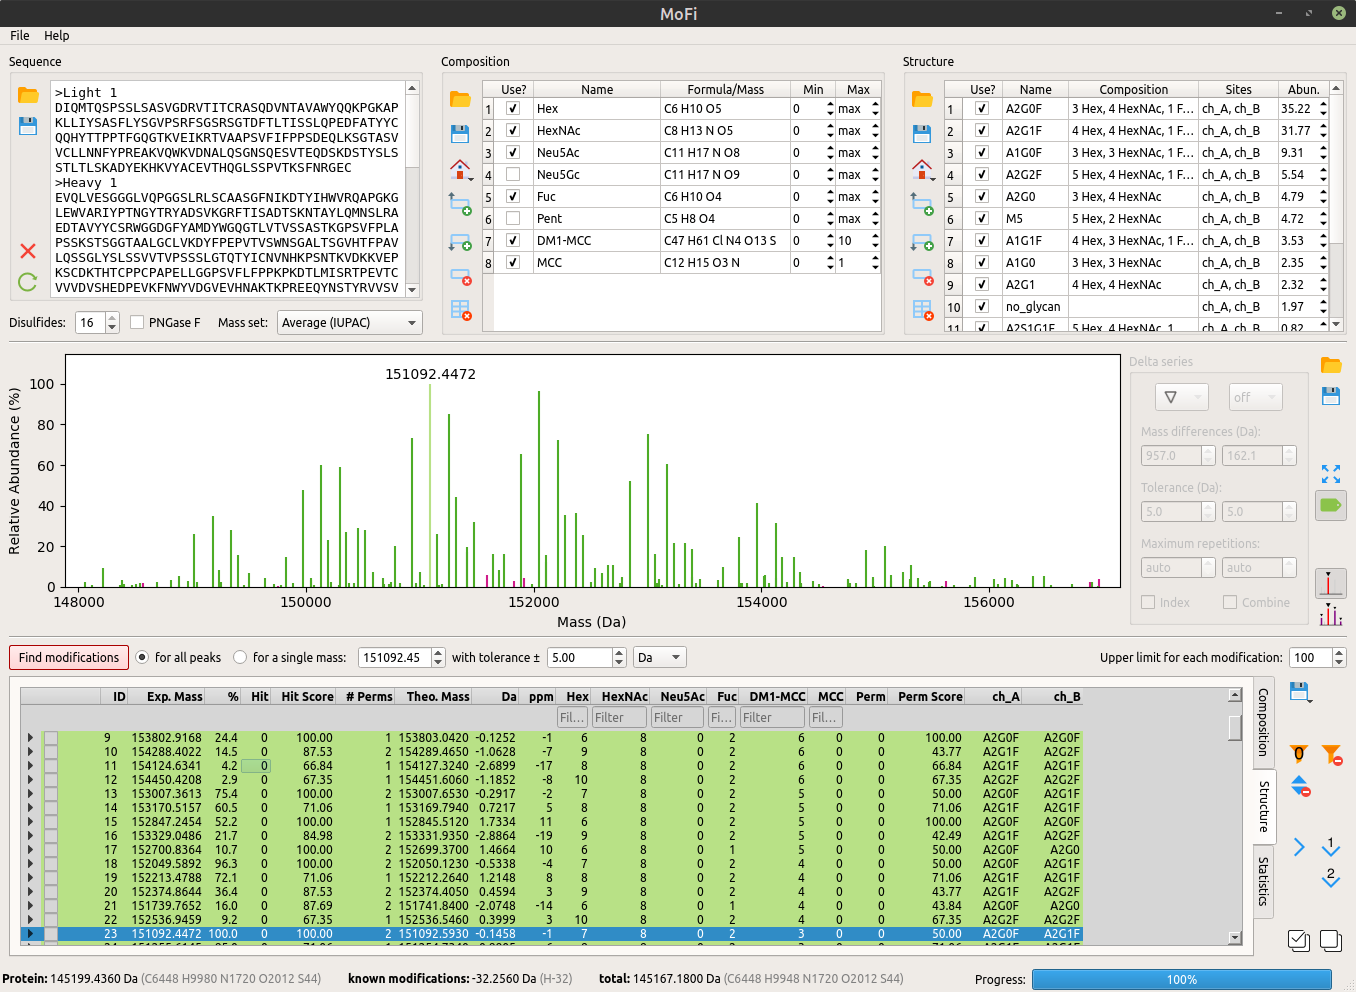 MoFi
File Help
Sequence
>Light 1
DIQMTQSPSSLSASVGDRVTITCRASQDVNTAVAWYQQKPGKAP
KLLIYSASFLYSGVPSRFSGSRSGTDFTLTISSLQPEDFATYYC
QQHYTTPPTFGQGTKVEIKRTVAAPSVFIFPPSDEQLKSGTASV
VCLLNNFYPREAKVQWKVDNALQSGNSQESVTEQDSKDSTYSLS
STLTLSKADYEKHKVYACEVTHQGLSSPVTKSFNRGEC
>Heavy 1
EVQLVESGGGLVQPGGSLRLSCAASGFNIKDTYIHWVRQAPGKG
LEWVARIYPTNGYTRYADSVKGRFTISADTSKNTAYLQMNSLRA
EDTAVYYCSRWGGDGFYAMDYWGQGTLVTVSSASTKGPSVFPLA
PSSKSTSGGTAALGCLVKDYFPEPVTVSWNSGALTSGVHTFPAV
LQSSGLYSLSSVVTVPSSSLGTQTYICNVNHKPSNTKVDKKVEP
KSCDKTHTCPPCPAPELLGGPSVFLFPPKPKDTLMISRTPEVTC
VVVDVSHEDPEVKFNWYVDGVEVHNAKTKPREEQYNSTYRVVSV
Disulfides: 16 PNGase F Mass set: Average (IUPAC)
Composition
Use? Name Formula/Mass Min Max
1 Hex C6 H10 O5 0 max
2 HexNAc C8 H13 N O5 0 max
3 Neu5Ac C11 H17 N O8 0 max
4 Neu5Gc C11 H17 N O9 0 max
5 Fuc C6 H10 O4 0 max
6 Pent C5 H8 O4 0 max
7 DM1-MCC C47 H61 Cl N4 O13 S 0 10
8 MCC C12 H15 O3 N 0 1
Structure
Use? Name Composition Sites Abun.
1 A2G0F 3 Hex, 4 HexNAc, 1 F... ch_A, ch_B 35.22
2 A2G1F 4 Hex, 4 HexNAc, 1 F... ch_A, ch_B 31.77
3 A1G0F 3 Hex, 3 HexNAc, 1 F... ch_A, ch_B 9.31
4 A2G2F 5 Hex, 4 HexNAc, 1 F... ch_A, ch_B 5.54
5 A2G0 3 Hex, 4 HexNAc ch_A, ch_B 4.79
6 M5 5 Hex, 2 HexNAc ch_A, ch_B 4.72
7 A1G1F 4 Hex, 3 HexNAc, 1 F... ch_A, ch_B 3.53
8 A1G0 3 Hex, 3 HexNAc ch_A, ch_B 2.35
9 A2G1 4 Hex, 4 HexNAc ch_A, ch_B 2.32
10 no_glycan ch_A, ch_B 1.97
11 A2S1G1F 5 Hex, 4 HexNAc, 1 ch_A, ch_B 0.82
151092.4472
Relative Abundance (%)
100
80
60
40
20
0
148000 150000 152000 154000 156000
Mass (Da)
Delta series
∇ off
Mass differences (Da):
957.0 162.1
Tolerance (Da):
5.0 5.0
Maximum repetitions:
auto auto
Index Combine
Find modifications for all peaks for a single mass: 151092.45 with tolerance ± 5.00 Da Upper limit for each modification: 100
ID Exp. Mass % Hit Hit Score # Perms Theo. Mass Da ppm Hex HexNAc Neu5Ac Fuc DM1-MCC MCC Perm Perm Score ch_A ch_B
Fil... Filter Filter Fi... Filter Fil...
9 153802.9168 24.4 0 100.00 1 153803.0420 -0.1252 -1 6 8 0 2 6 0 0 100.00 A2G0F A2G0F
10 154288.4022 14.5 0 87.53 2 154289.4650 -1.0628 -7 9 8 0 2 6 0 0 43.77 A2G1F A2G2F
11 154124.6341 4.2 0 66.84 1 154127.3240 -2.6899 -17 8 8 0 2 6 0 0 66.84 A2G1F A2G1F
12 154450.4208 2.9 0 67.35 1 154451.6060 -1.1852 -8 10 8 0 2 6 0 0 67.35 A2G2F A2G2F
13 153007.3613 75.4 0 100.00 2 153007.6530 -0.2917 -2 7 8 0 2 5 0 0 50.00 A2G0F A2G1F
14 153170.5157 60.5 0 71.06 2 153169.7940 0.7217 5 8 8 0 2 5 0 0 71.06 A2G1F A2G1F
15 152847.2454 52.2 0 100.00 1 152845.5120 1.7334 11 6 8 0 2 5 0 0 100.00 A2G0F A2G0F
16 153329.0486 21.7 0 84.98 2 153331.9350 -2.8864 -19 9 8 0 2 5 0 0 42.49 A2G1F A2G2F
17 152700.8364 10.7 0 100.00 2 152699.3700 1.4664 10 6 8 0 1 5 0 0 50.00 A2G0F A2G0
18 152049.5892 96.3 0 100.00 2 152050.1230 -0.5338 -4 7 8 0 2 4 0 0 50.00 A2G0F A2G1F
19 152213.4788 72.1 0 71.06 2 152212.2640 1.2148 8 8 8 0 2 4 0 0 71.06 A2G1F A2G1F
20 152374.8644 36.4 0 87.53 2 152374.4050 0.4594 3 9 8 0 2 4 0 0 43.77 A2G1F A2G2F
21 151739.7652 16.0 0 87.69 2 151741.8400 -2.0748 -14 6 8 0 1 4 0 0 43.84 A2G0F A2G0
22 152536.9459 9.2 0 67.35 1 152536.5460 0.3999 3 10 8 0 2 4 0 0 67.35 A2G2F A2G2F
23 151092.4472 100.0 0 100.00 2 151092.5930 -0.1458 -1 7 8 0 2 3 0 0 50.00 A2G0F A2G1F
Composition
Structure
Statistics
0
1
2
Protein: 145199.4360 Da (C6448 H9980 N1720 O2012 S44) known modifications: -32.2560 Da (H-32) total: 145167.1800 Da (C6448 H9948 N1720 O2012 S44) Progress: 100%